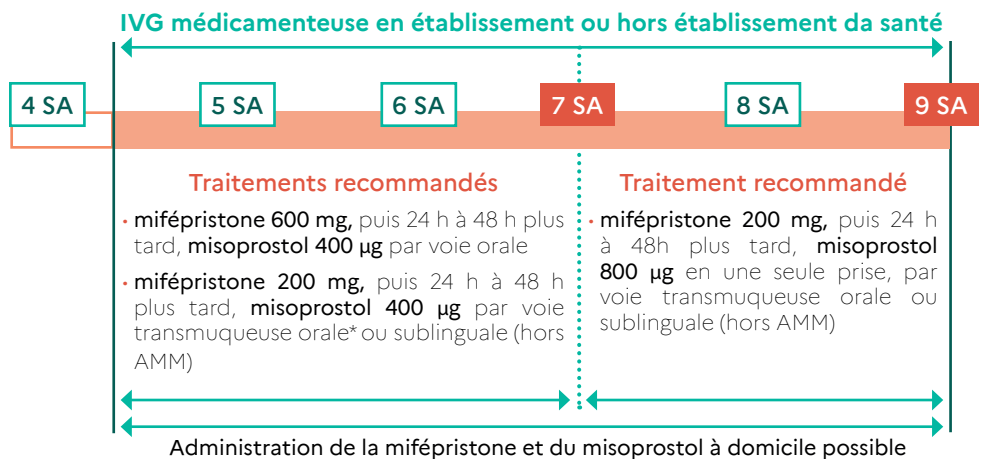 IVG médicamenteuse en établissement ou hors établissement da santé
4 SA
5 SA
6 SA
7 SA
8 SA
9 SA
Traitements recommandés
• mifépristone 600 mg, puis 24 h à 48 h plus
tard, misoprostol 400 µg par voie orale
• mifépristone 200 mg, puis 24 h à 48 h
plus tard, misoprostol 400 µg par voie
transmuqueuse orale* ou sublinguale (hors
AMM)
Traitement recommandé
• mifépristone 200 mg, puis 24 h
à 48h plus tard, misoprostol
800 µg en une seule prise, par
voie transmuqueuse orale ou
sublinguale (hors AMM)
Administration de la mifépristone et du misoprostol à domicile possible